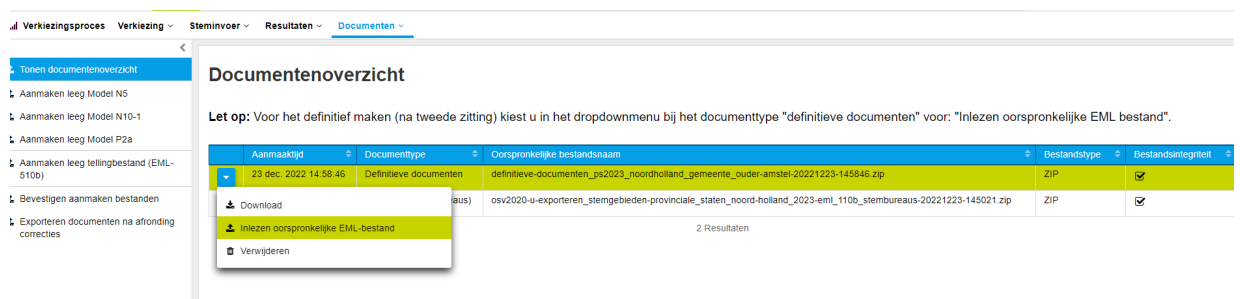 Verkiezingsproces Verkiezing Steminvoer Resultaten Documenten
Tonen documentenoverzicht
Aanmaken leeg Model N5
Aanmaken leeg Model N10-1
Aanmaken leeg Model P2a
Aanmaken leeg tellingbestand (EML-
510b)
Bevestigen aanmaken bestanden
Exporteren documenten na afronding
correcties
Documentenoverzicht
Let op: Voor het definitief maken (na tweede zitting) kiest u in het dropdownmenu bij het documenttype "definitieve documenten" voor: "Inlezen oorspronkelijke EML bestand".
Aanmaaktijd Documenttype Oorspronkelijke bestandsnaam Bestandstype Bestandsintegriteit
23 dec. 2022 14:58:46 Definitieve documenten definitieve-documenten_ps2023_noordholland_gemeente_ouder-amstel-20221223-145846.zip ZIP
eaus) osv2020-u-exporteren_stemgebieden-provinciale_staten_noord-holland_2023-eml_110b_stembureaus-20221223-145021.zip ZIP
Download
Inlezen oorspronkelijke EML-bestand
Verwijderen
2 Resultaten